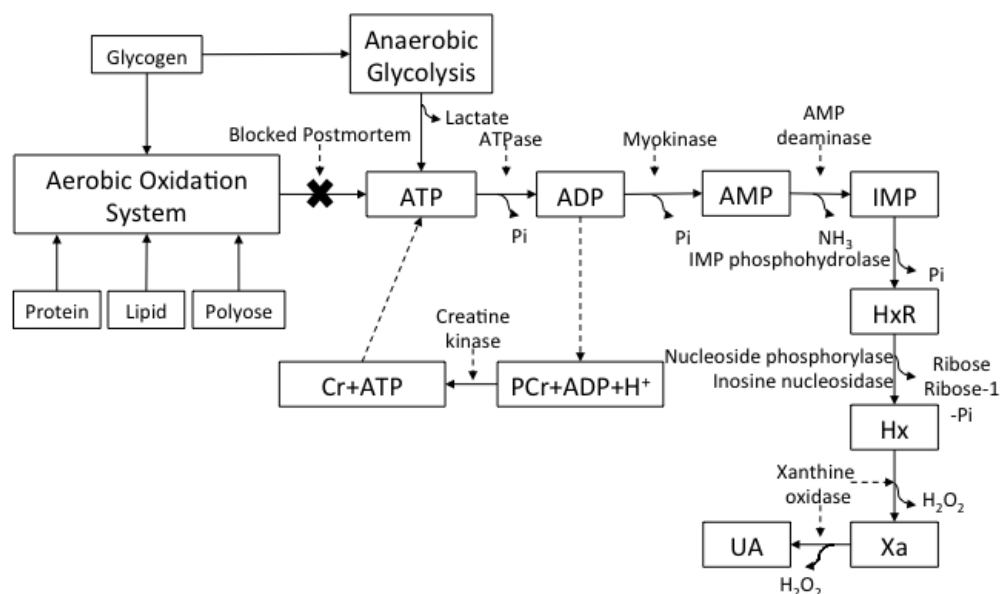 Anaerobic
Glycolysis
Glycogen
Lactate
Blocked Postmortem
ATPase
Myokinase
AMP
deaminase
Aerobic Oxidation
System
ATP
ADP
AMP
IMP
Pi
Pi
NH₃
IMP phosphohydrolase
Pi
Protein
Lipid
Polyose
HxR
Creatine
kinase
Nucleoside phosphorylase
Inosine nucleosidase
Ribose
Ribose-1
-Pi
Cr+ATP
PCr+ADP+H⁺
Hx
Xanthine
oxidase
H₂O₂
UA
Xa
H₂O₂